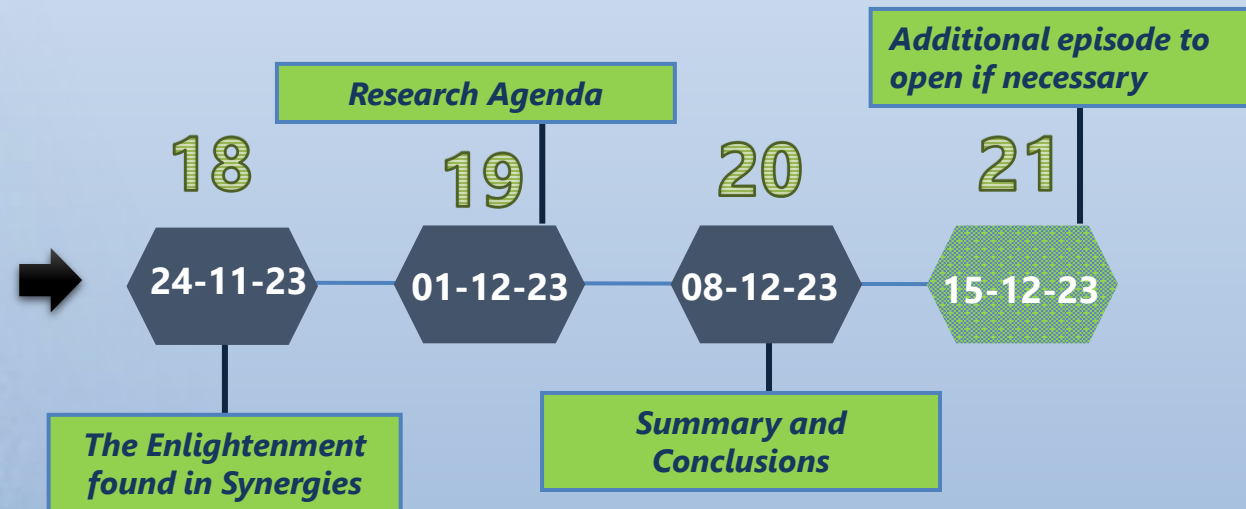 Additional episode to
open if necessary
Research Agenda
18
19
20
21
24-11-23
01-12-23
08-12-23
15-12-23
The Enlightenment
found in Synergies
Summary and
Conclusions